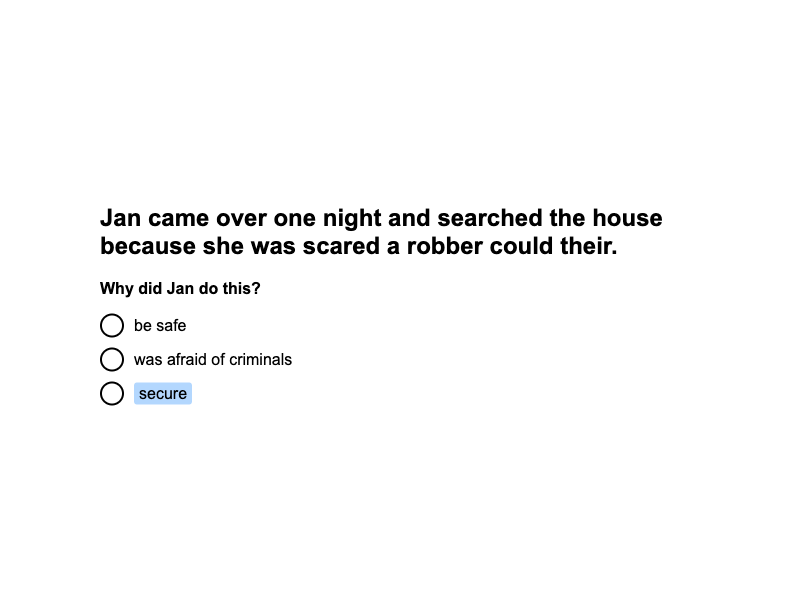 Jan came over one night and searched the house
because she was scared a robber could their.
Why did Jan do this?
be safe
was afraid of criminals
secure